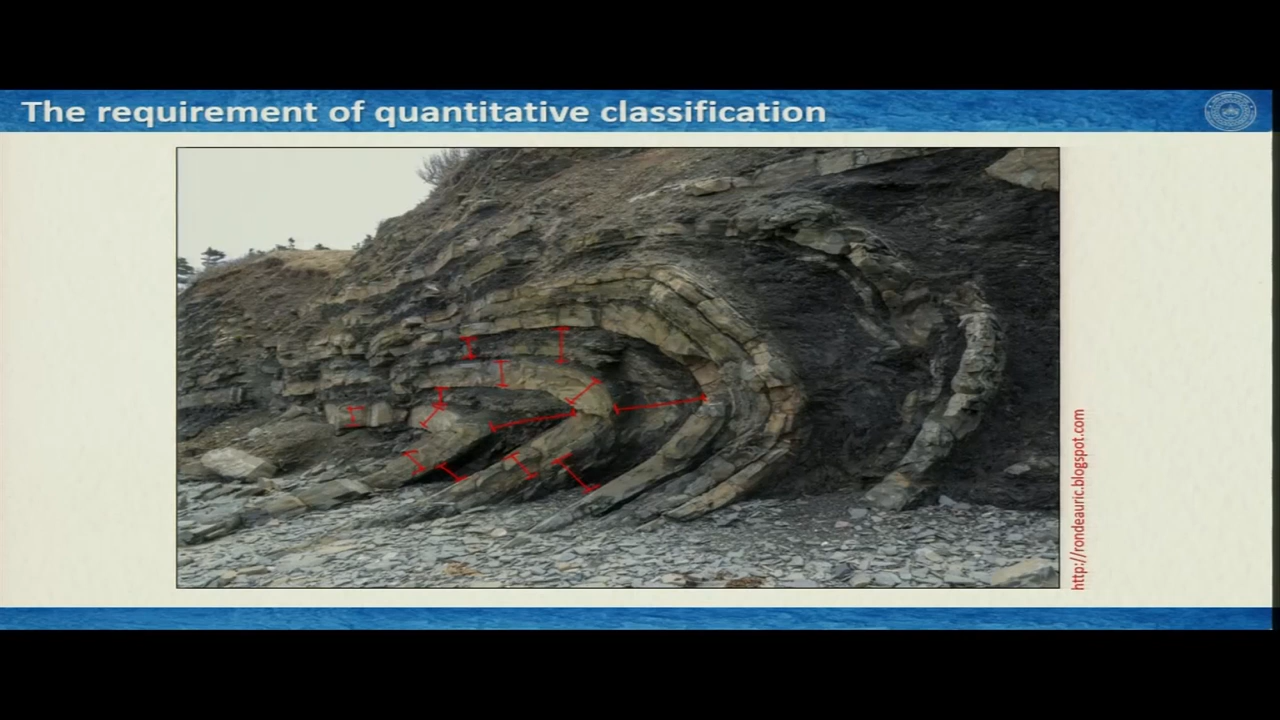 The requirement of quantitative classification
http://rondeauric.blogspot.com